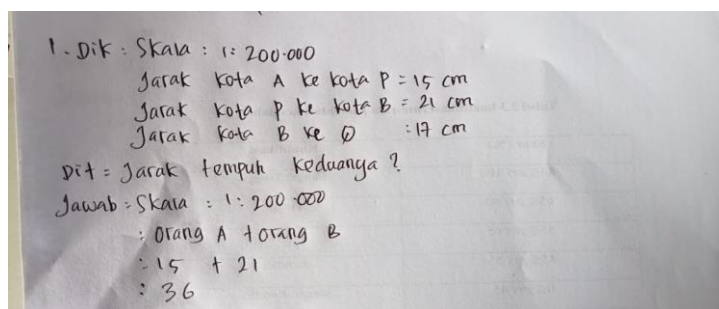 1. Dik : Skala : 1 : 200.000
Jarak kota A ke kota P = 15 cm
Jarak kota P ke kota B = 21 cm
Jarak kota B ke Q : 17 cm
Dit = Jarak tempuh keduanya ?
Jawab : Skala : 1 : 200.000
: Orang A + orang B
: 15 + 21
: 36